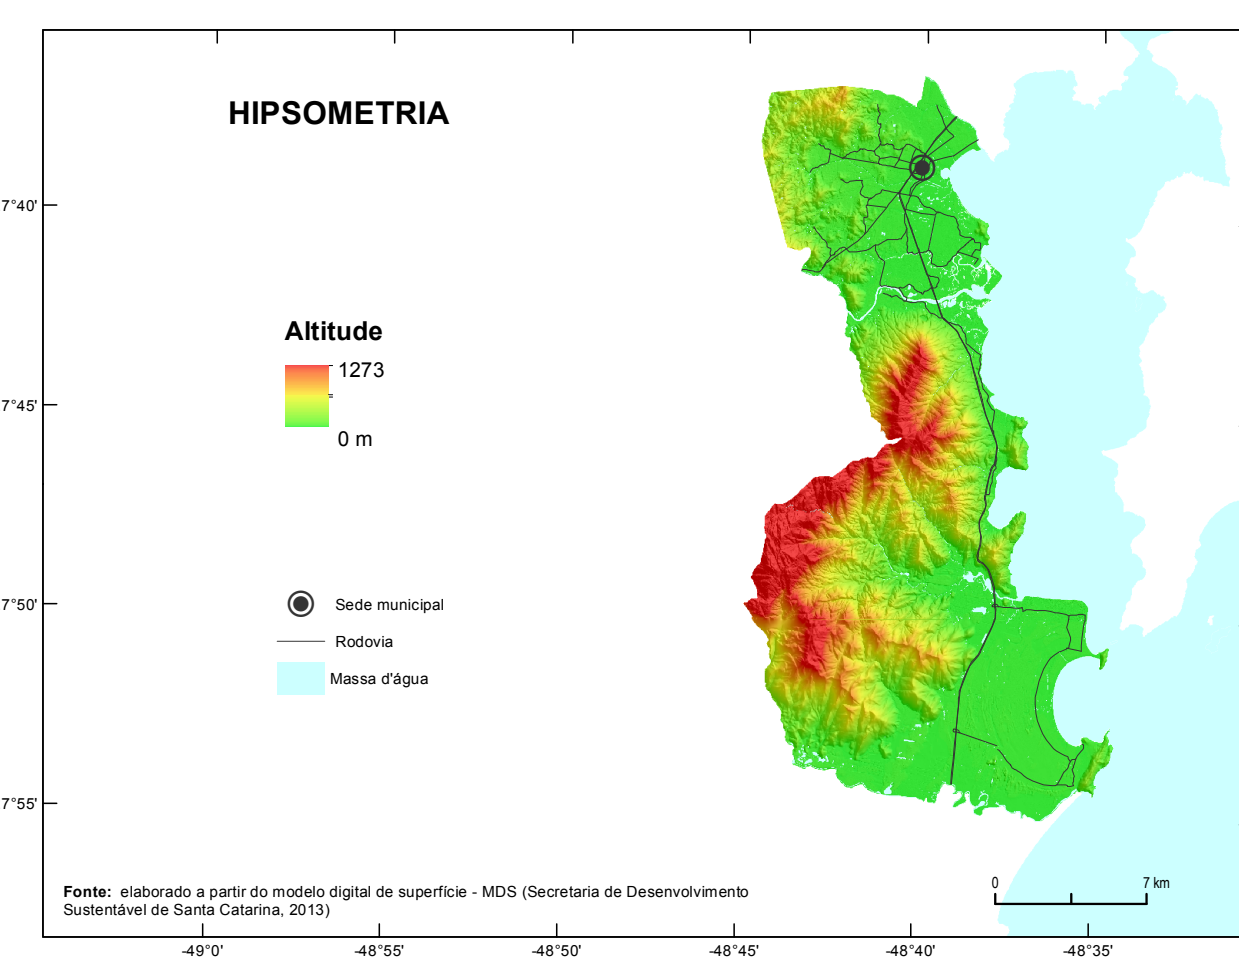 HIPSOMETRIA
7°40'
Altitude
1273
0 m
7°45'
7°50'
Sede municipal
Rodovia
Massa d'água
7°55'
Fonte: elaborado a partir do modelo digital de superfície - MDS (Secretaria de Desenvolvimento
Sustentável de Santa Catarina, 2013)
0 7 km
-49°0' -48°55' -48°50' -48°45' -48°40' -48°35'